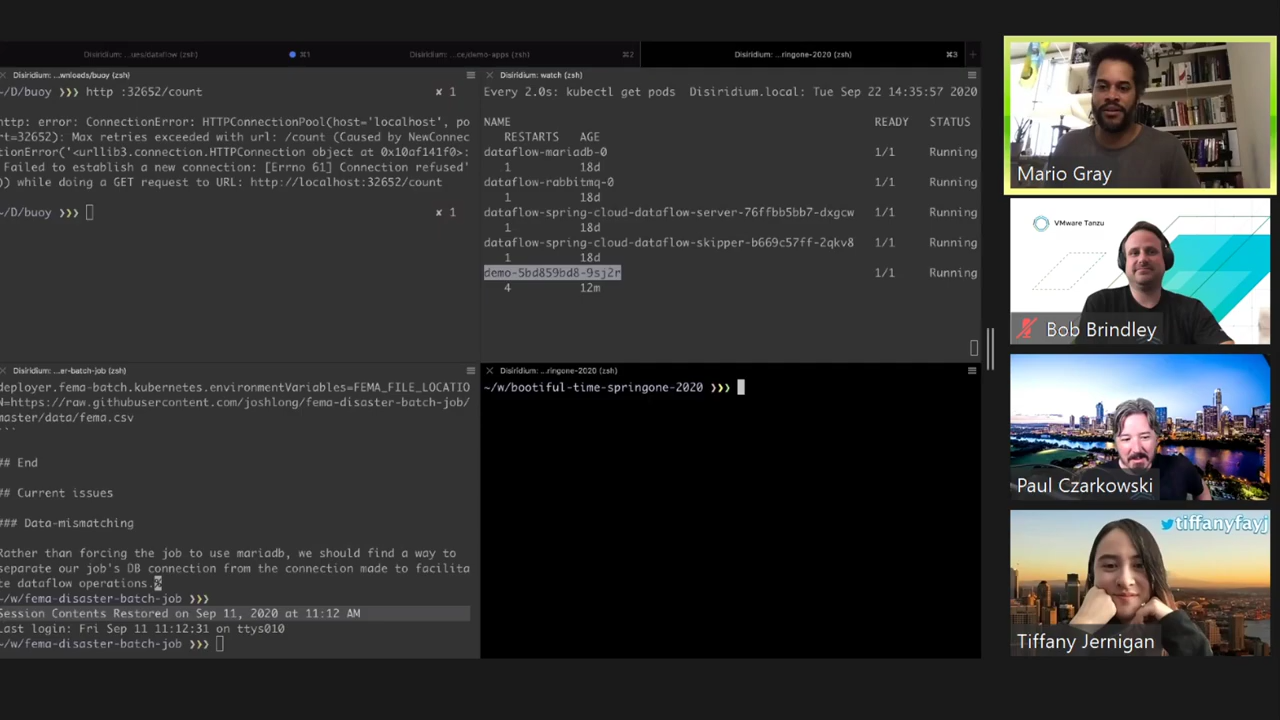 Disiridium: ...ures/dataflow (zsh) ⌘1 Disiridium: ...ce/demo-apps (zsh) ⌘2 Disiridium: ...ringone-2020 (zsh) ⌘3 +
Disiridium: ...wnloads/buoy (zsh)
~/D/buoy ❯❯❯ http :32652/count ✘ 1
http: error: ConnectionError: HTTPConnectionPool(host='localhost', po
rt=32652): Max retries exceeded with url: /count (Caused by NewConnec
tionError('<urllib3.connection.HTTPConnection object at 0x10af141f0>:
Failed to establish a new connection: [Errno 61] Connection refused'
)) while doing a GET request to URL: http://localhost:32652/count
~/D/buoy ❯❯❯ ✘ 1
Disiridium: watch (zsh)
Every 2.0s: kubectl get pods Disiridium.local: Tue Sep 22 14:35:57 2020
NAME READY STATUS
RESTARTS AGE
dataflow-mariadb-0 1/1 Running
1 18d
dataflow-rabbitmq-0 1/1 Running
1 18d
dataflow-spring-cloud-dataflow-server-76ffbb5bb7-dxgcw 1/1 Running
1 18d
dataflow-spring-cloud-dataflow-skipper-b669c57ff-2qkv8 1/1 Running
1 18d
demo-5bd859bd8-9sj2r 1/1 Running
4 12m
Disiridium: ...er-batch-job (zsh)
deployer.fema-batch.kubernetes.environmentVariables=FEMA_FILE_LOCATIO
N=https://raw.githubusercontent.com/joshlong/fema-disaster-batch-job/
master/data/fema.csv
```
## End
## Current issues
### Data-mismatching
Rather than forcing the job to use mariadb, we should find a way to
separate our job's DB connection from the connection made to facilita
te dataflow operations.%
~/w/fema-disaster-batch-job ❯❯❯
Session Contents Restored on Sep 11, 2020 at 11:12 AM
Last login: Fri Sep 11 11:12:31 on ttys010
~/w/fema-disaster-batch-job ❯❯❯
Disiridium: ...ringone-2020 (zsh)
~/w/bootiful-time-springone-2020 ❯❯❯
Mario Gray
VMware Tanzu
Bob Brindley
Paul Czarkowski
tiffanyfayj
Tiffany Jernigan